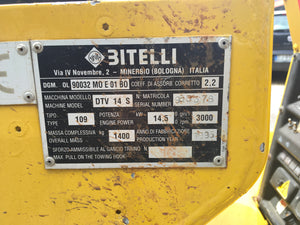 BITELLI
Via IV Novembre, 2 - MINERBIO (BOLOGNA) ITALIA
DGM. OL 90032 MO E 01 BO COEFF. DI ASSORB. CORRETTO 2,2
MACCHINA MODELLO MACHINE MODEL DTV 14 S N. MATRICOLA SERIAL NUMBER
TIPO TYPE 109 POTENZA ENGINE POWER kW 14,5 3000
MASSA COMPLESSIVA OVERALL MASS kg 1400 ANNO DI FABBRICAZIONE PRODUCTION YEAR
SFORZO AMMISSIBILE AL GANCIO TRAINO N
MAX PULL ON THE TOWING HOOK